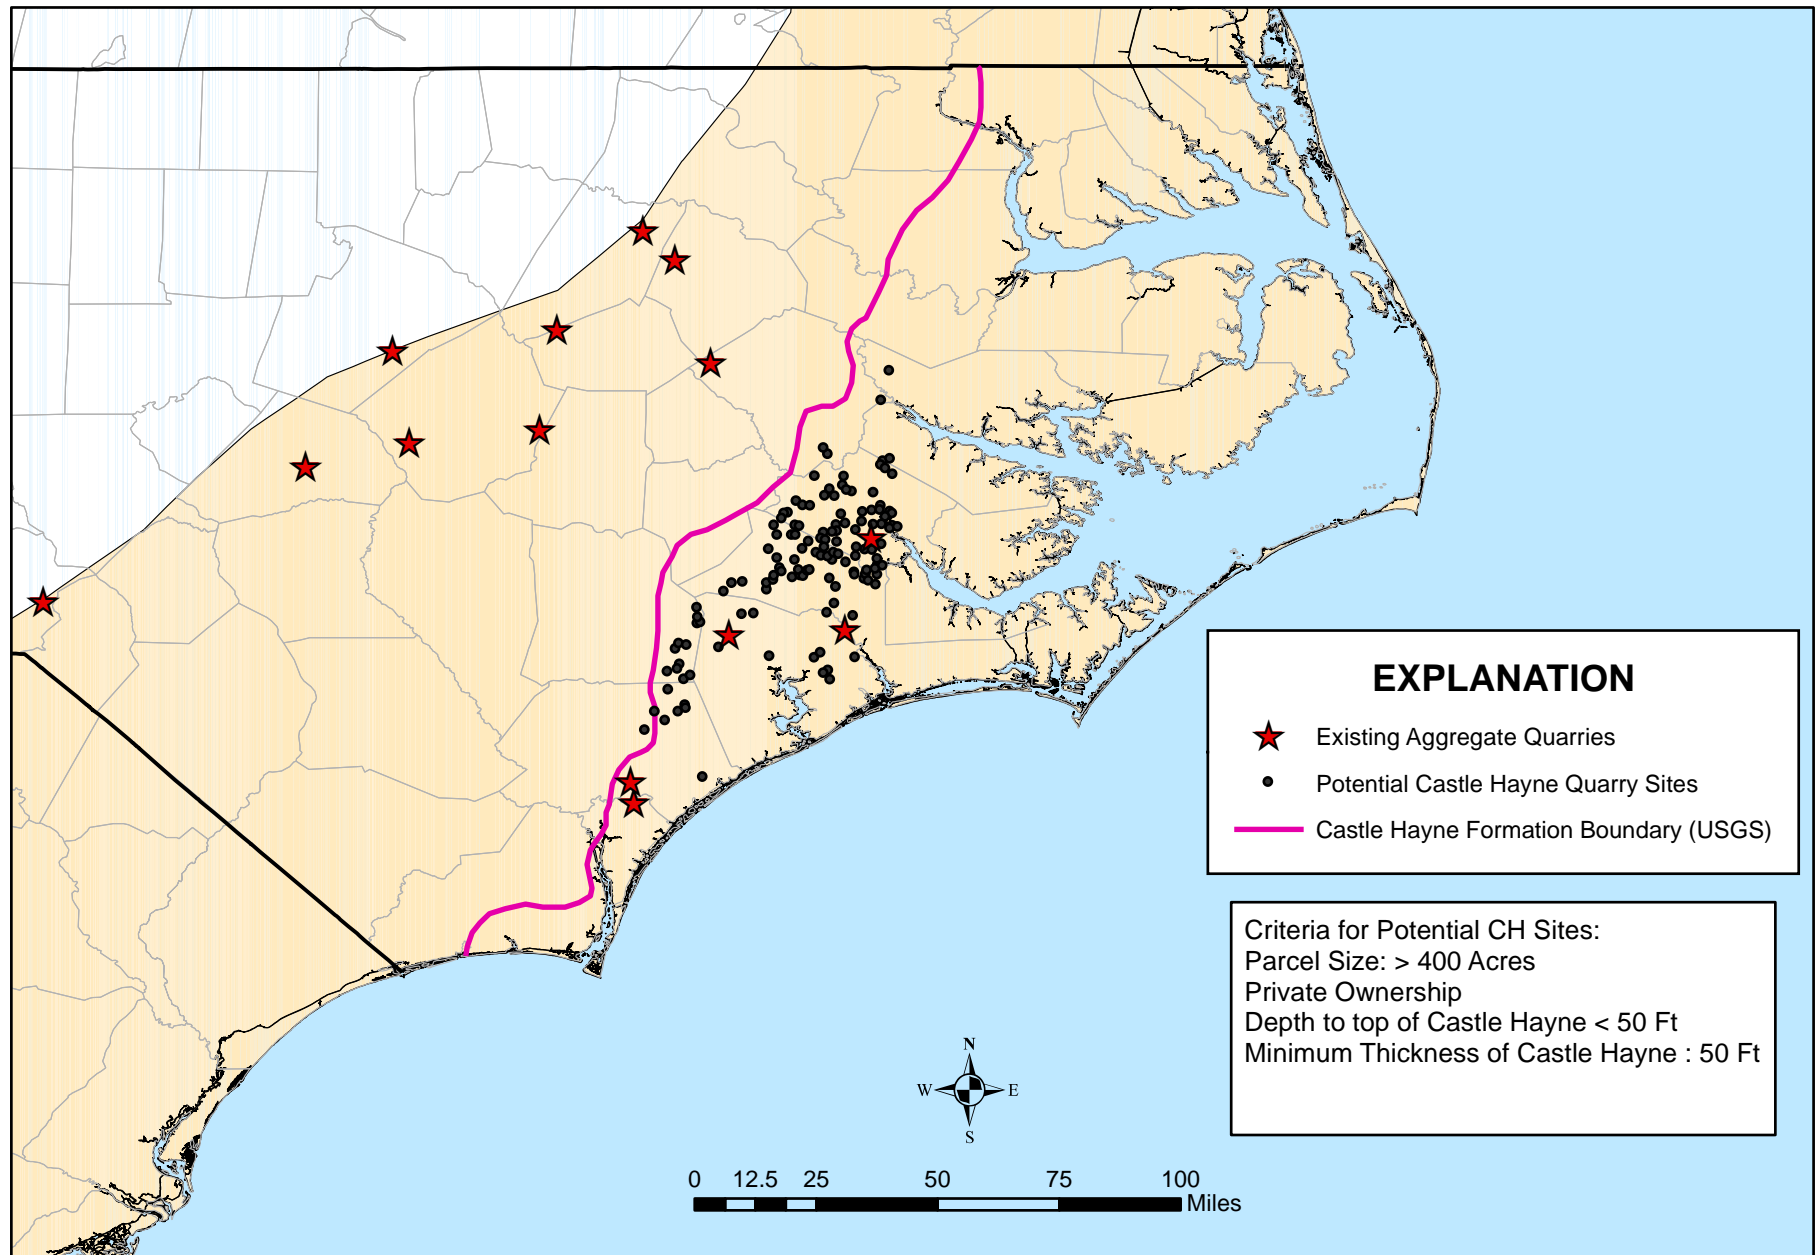 EXPLANATION
Existing Aggregate Quarries
Potential Castle Hayne Quarry Sites
Castle Hayne Formation Boundary (USGS)
Criteria for Potential CH Sites:
Parcel Size: > 400 Acres
Private Ownership
Depth to top of Castle Hayne < 50 Ft
Minimum Thickness of Castle Hayne : 50 Ft
N
W E
S
0 12.5 25 50 75 100
Miles